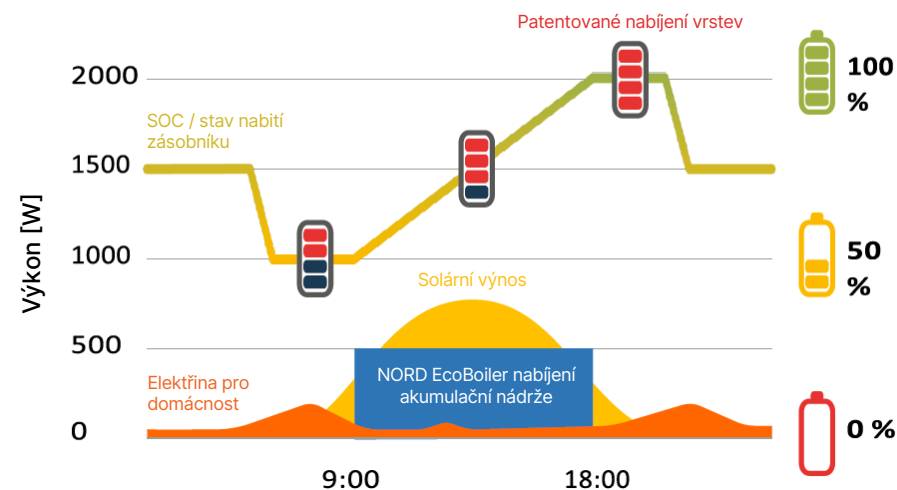 Patentované nabíjení vrstev
2000
100
%
SOC / stav nabití
zásobníku
1500
Výkon [W]
1000
50
%
Solární výnos
500
Elektřina pro
domácnost
NORD EcoBoiler nabíjení
akumulační nádrže
0
0 %
9:00
18:00